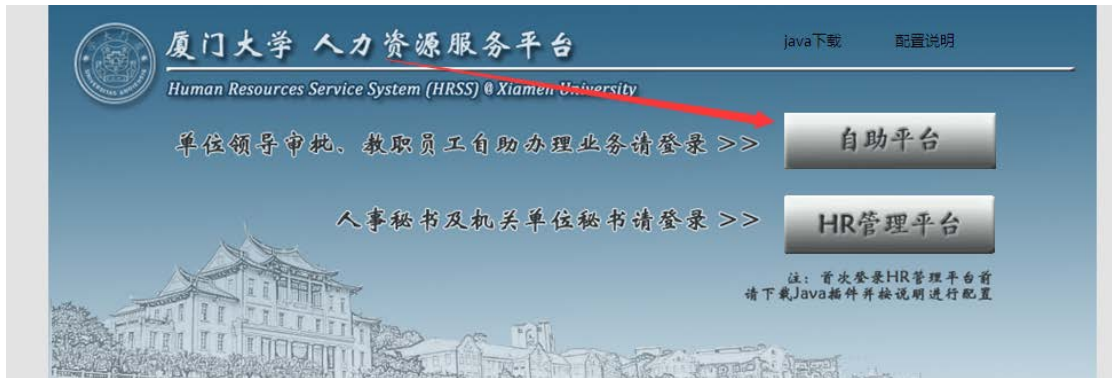 厦门大学 人力资源服务平台
java下载 配置说明
Human Resources Service System (HRSS) @ Xiamen University
单位领导审批、教职员工自助办理业务请登录 >>
自助平台
人事秘书及机关单位秘书请登录 >>
HR管理平台
注：首次登录HR管理平台前
请下载Java插件并按说明进行配置